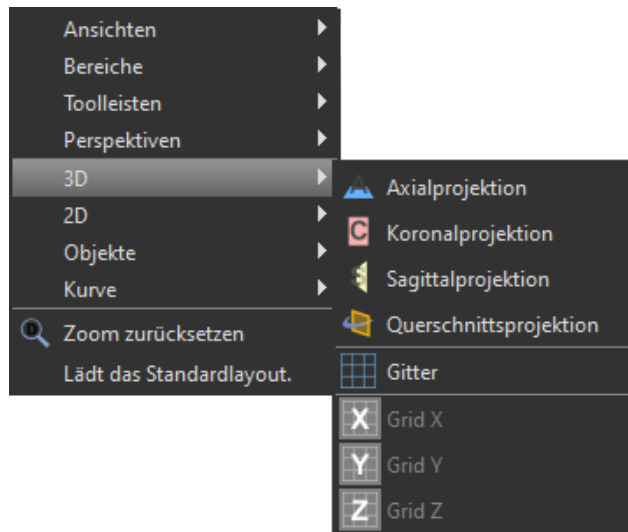 Ansichten
Bereiche
Toolleisten
Perspektiven
3D
2D
Objekte
Kurve
Zoom zurücksetzen
Lädt das Standardlayout.
Axialprojektion
C Koronalprojektion
Sagittalprojektion
Querschnittsprojektion
Gitter
X Grid X
Y Grid Y
Z Grid Z